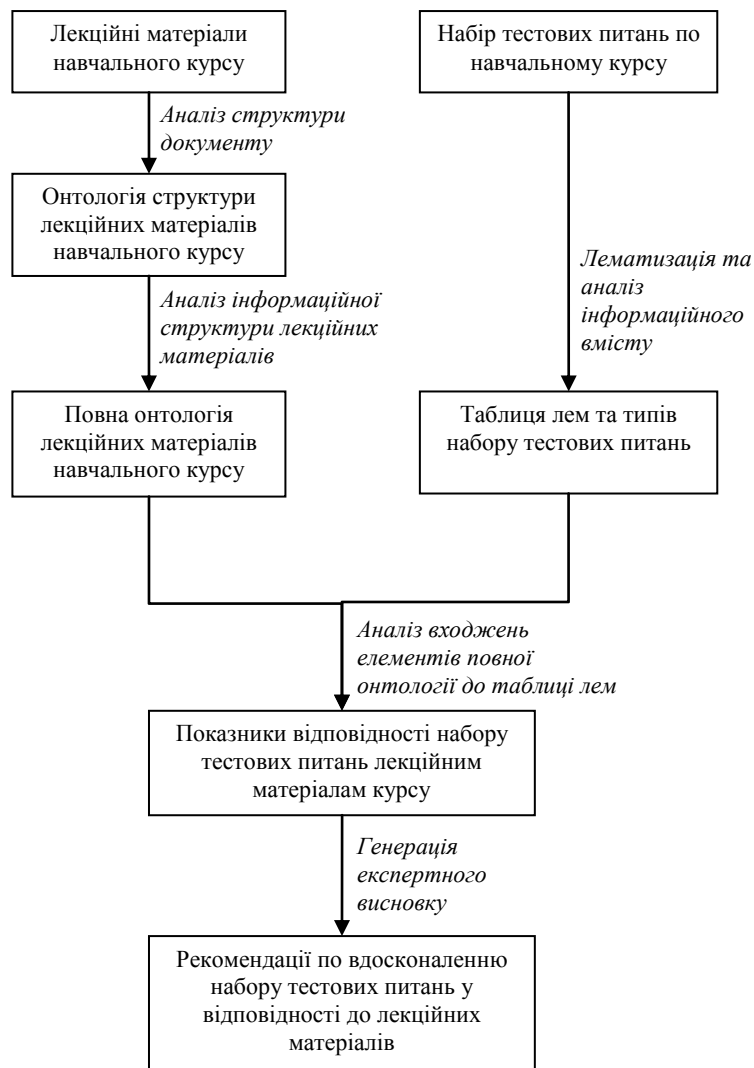 Лекційні матеріали
навчального курсу
Набір тестових питань по
навчальному курсу
Аналіз структури
документу
Онтологія структури
лекційних матеріалів
навчального курсу
Лематизація та
аналіз
інформаційного
вмісту
Аналіз інформаційної
структури лекційних
матеріалів
Повна онтологія
лекційних матеріалів
навчального курсу
Таблиця лем та типів
набору тестових питань
Аналіз входжень
елементів повної
онтології до таблиці лем
Показники відповідності набору
тестових питань лекційним
матеріалам курсу
Генерація
експертного
висновку
Рекомендації по вдосконаленню
набору тестових питань у
відповідності до лекційних
матеріалів